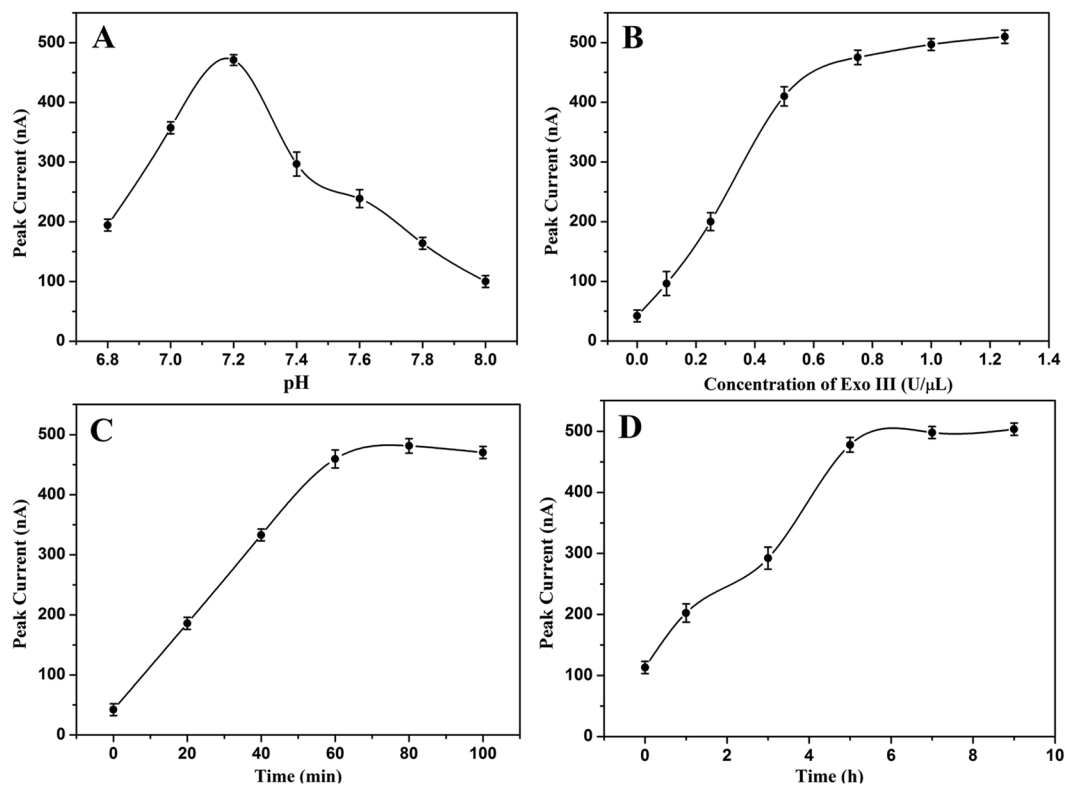 A
500
400
300
200
100
0
Peak Current (nA)
6.8 7.0 7.2 7.4 7.6 7.8 8.0
pH
B
500
400
300
200
100
0
Peak Current (nA)
0.0 0.2 0.4 0.6 0.8 1.0 1.2 1.4
Concentration of Exo III (U/μL)
C
500
400
300
200
100
0
Peak Current (nA)
0 20 40 60 80 100
Time (min)
D
500
400
300
200
100
0
Peak Current (nA)
0 2 4 6 8 10
Time (h)